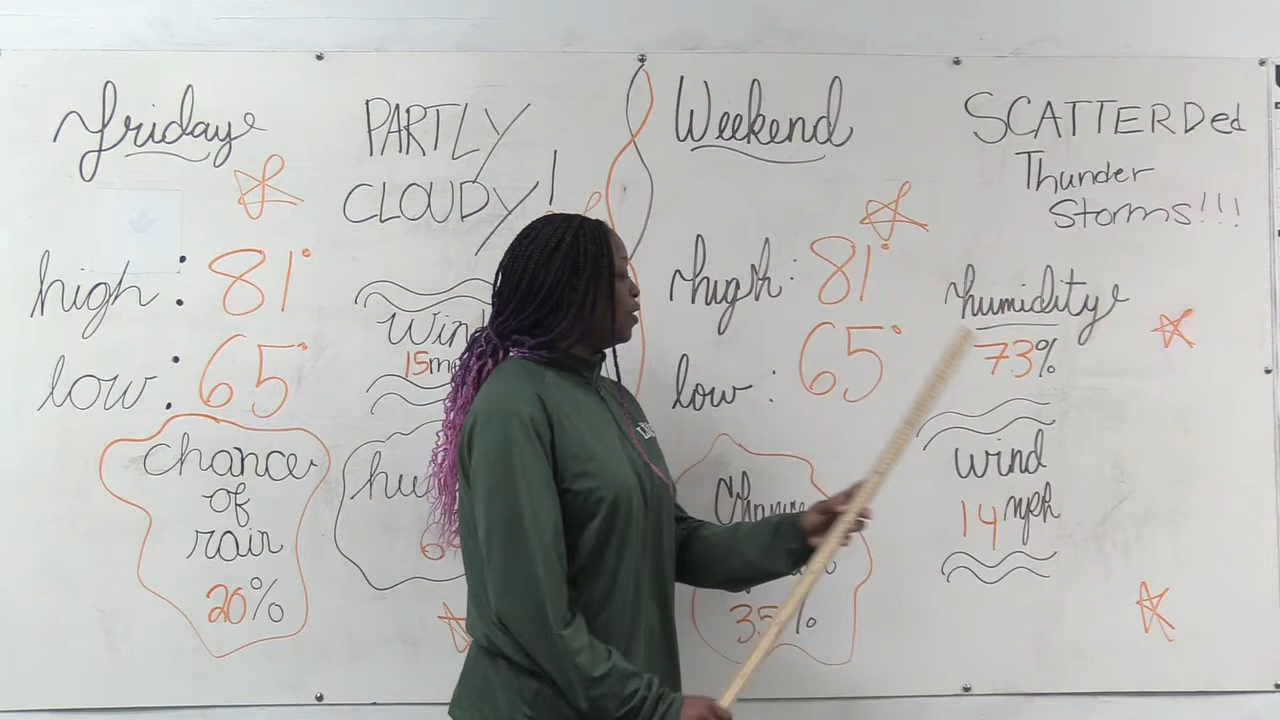 Friday
PARTLY
CLOUDY!
high: 81°
low: 65°
chance
of
rain
20%
15
Weekend
high: 81°
low: 65°
35%
SCATTERDed
Thunder
Storms!!!
humidity
73%
wind
14 mph